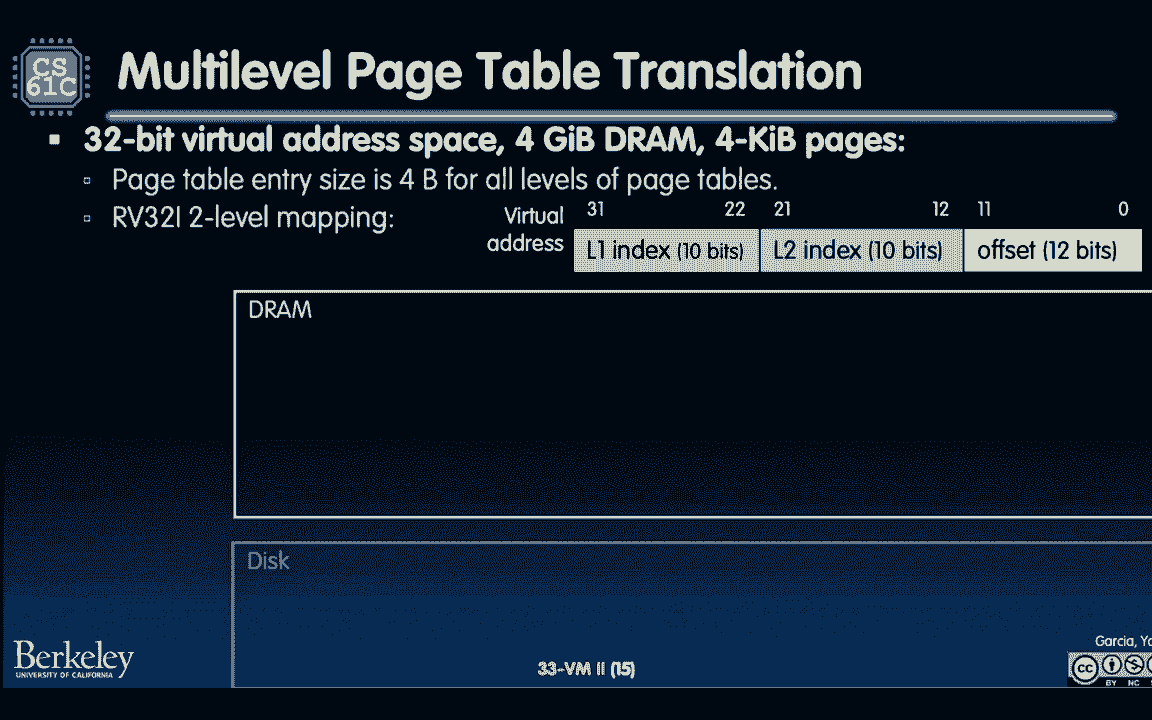 CS
61C
Multilevel Page Table Translation
32-bit virtual address space, 4 GiB DRAM, 4-KiB pages:
Page table entry size is 4 B for all levels of page tables.
RV32I 2-level mapping:
Virtual
address
31 22 21 12 11 0
L1 index (10 bits) L2 index (10 bits) offset (12 bits)
DRAM
Disk
Berkeley
UNIVERSITY OF CALIFORNIA
33-VM II (15)
Garcia,
cc
BY NC